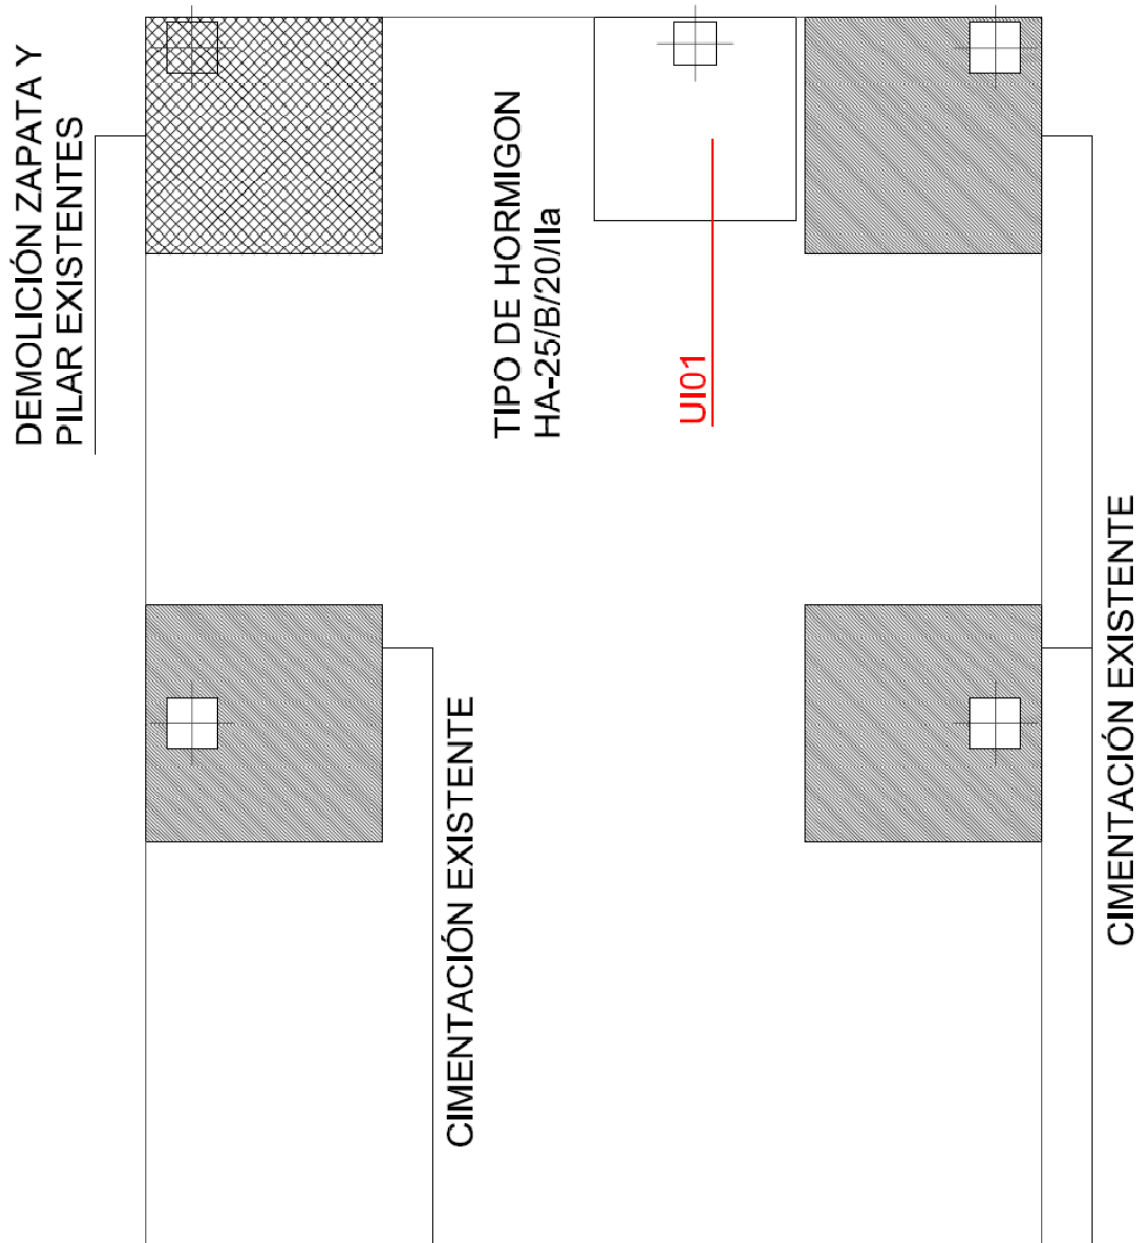 DEMOLICIÓN ZAPATA Y
PILAR EXISTENTES
TIPO DE HORMIGON
HA-25/B/20/IIa
UI01
CIMENTACIÓN EXISTENTE
CIMENTACIÓN EXISTENTE